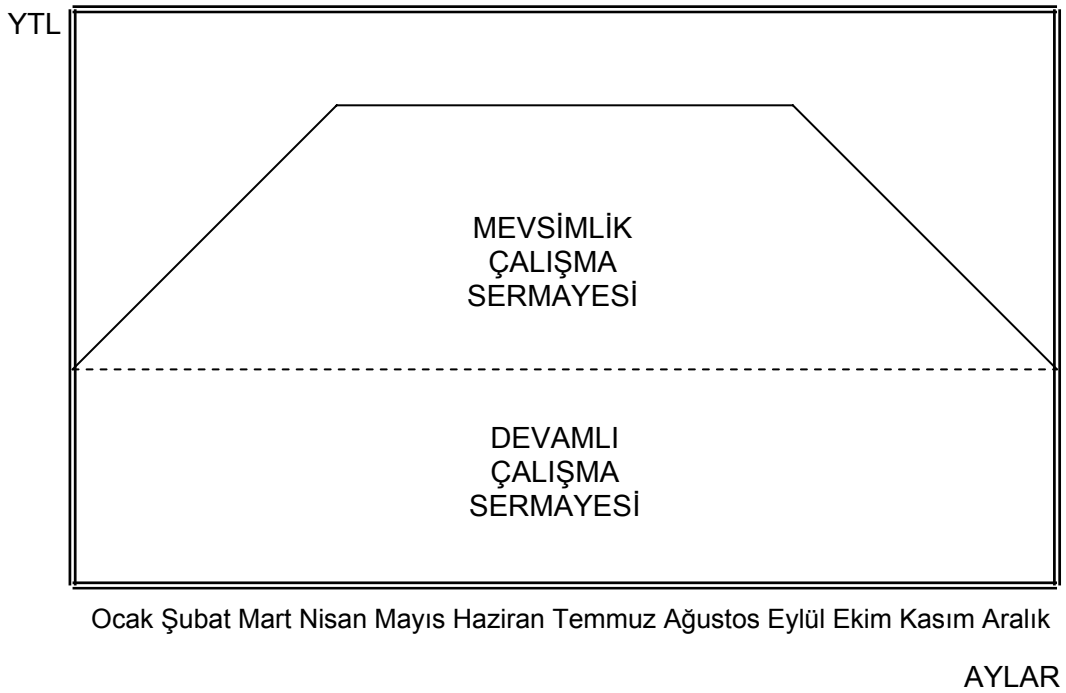 YTL
MEVSİMLİK
ÇALIŞMA
SERMAYESİ
DEVAMLI
ÇALIŞMA
SERMAYESİ
Ocak Şubat Mart Nisan Mayıs Haziran Temmuz Ağustos Eylül Ekim Kasım Aralık
AYLAR